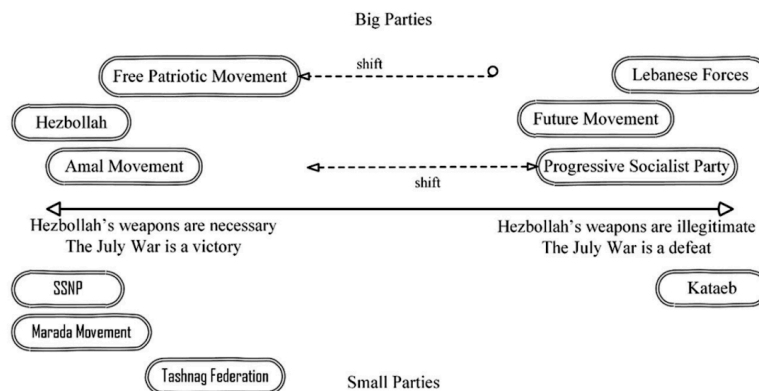 Big Parties
Free Patriotic Movement
shift
Lebanese Forces
Hezbollah
Future Movement
Amal Movement
shift
Progressive Socialist Party
Hezbollah's weapons are necessary
The July War is a victory
Hezbollah's weapons are illegitimate
The July War is a defeat
SSNP
Kataeb
Marada Movement
Tashnag Federation
Small Parties